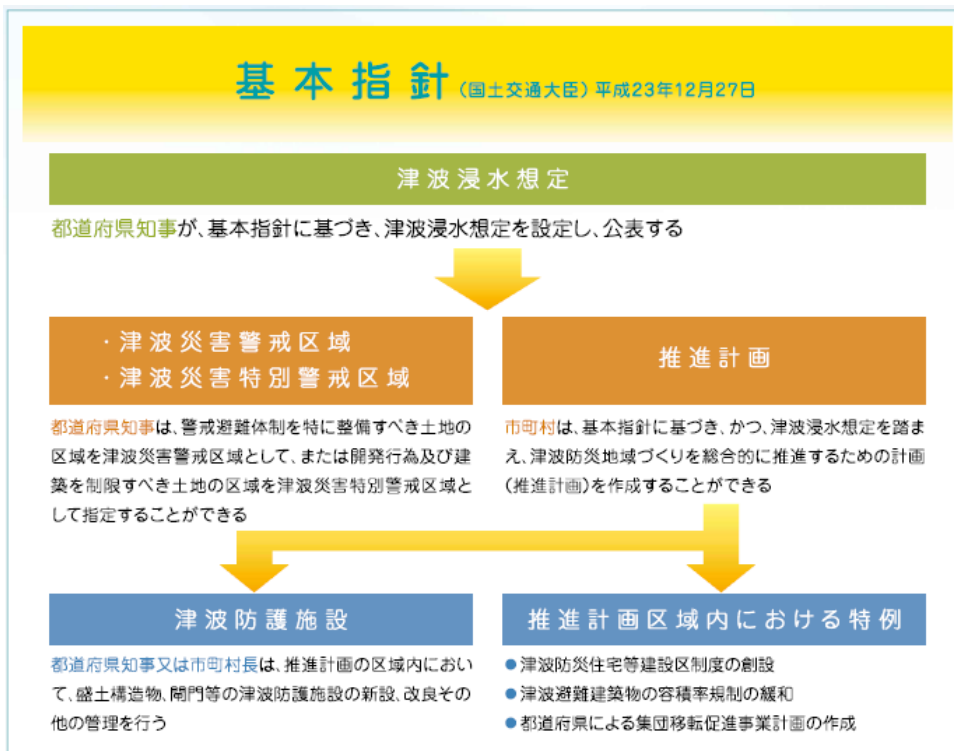 基本指針(国土交通大臣)平成23年12月27日
津波浸水想定
都道府県知事が、基本指針に基づき、津波浸水想定を設定し、公表する
・津波災害警戒区域
・津波災害特別警戒区域
都道府県知事は、警戒避難体制を特に整備すべき土地の
区域を津波災害警戒区域として、または開発行為及び建
築を制限すべき土地の区域を津波災害特別警戒区域と
して指定することができる
推進計画
市町村は、基本指針に基づき、かつ、津波浸水想定を踏ま
え、津波防災地域づくりを総合的に推進するための計画
(推進計画)を作成することができる
津波防護施設
都道府県知事又は市町村長は、推進計画の区域内におい
て、盛土構造物、閘門等の津波防護施設の新設、改良その
他の管理を行う
推進計画区域内における特例
●津波防災住宅等建設区制度の創設
●津波避難建築物の容積率規制の緩和
●都道府県による集団移転促進事業計画の作成